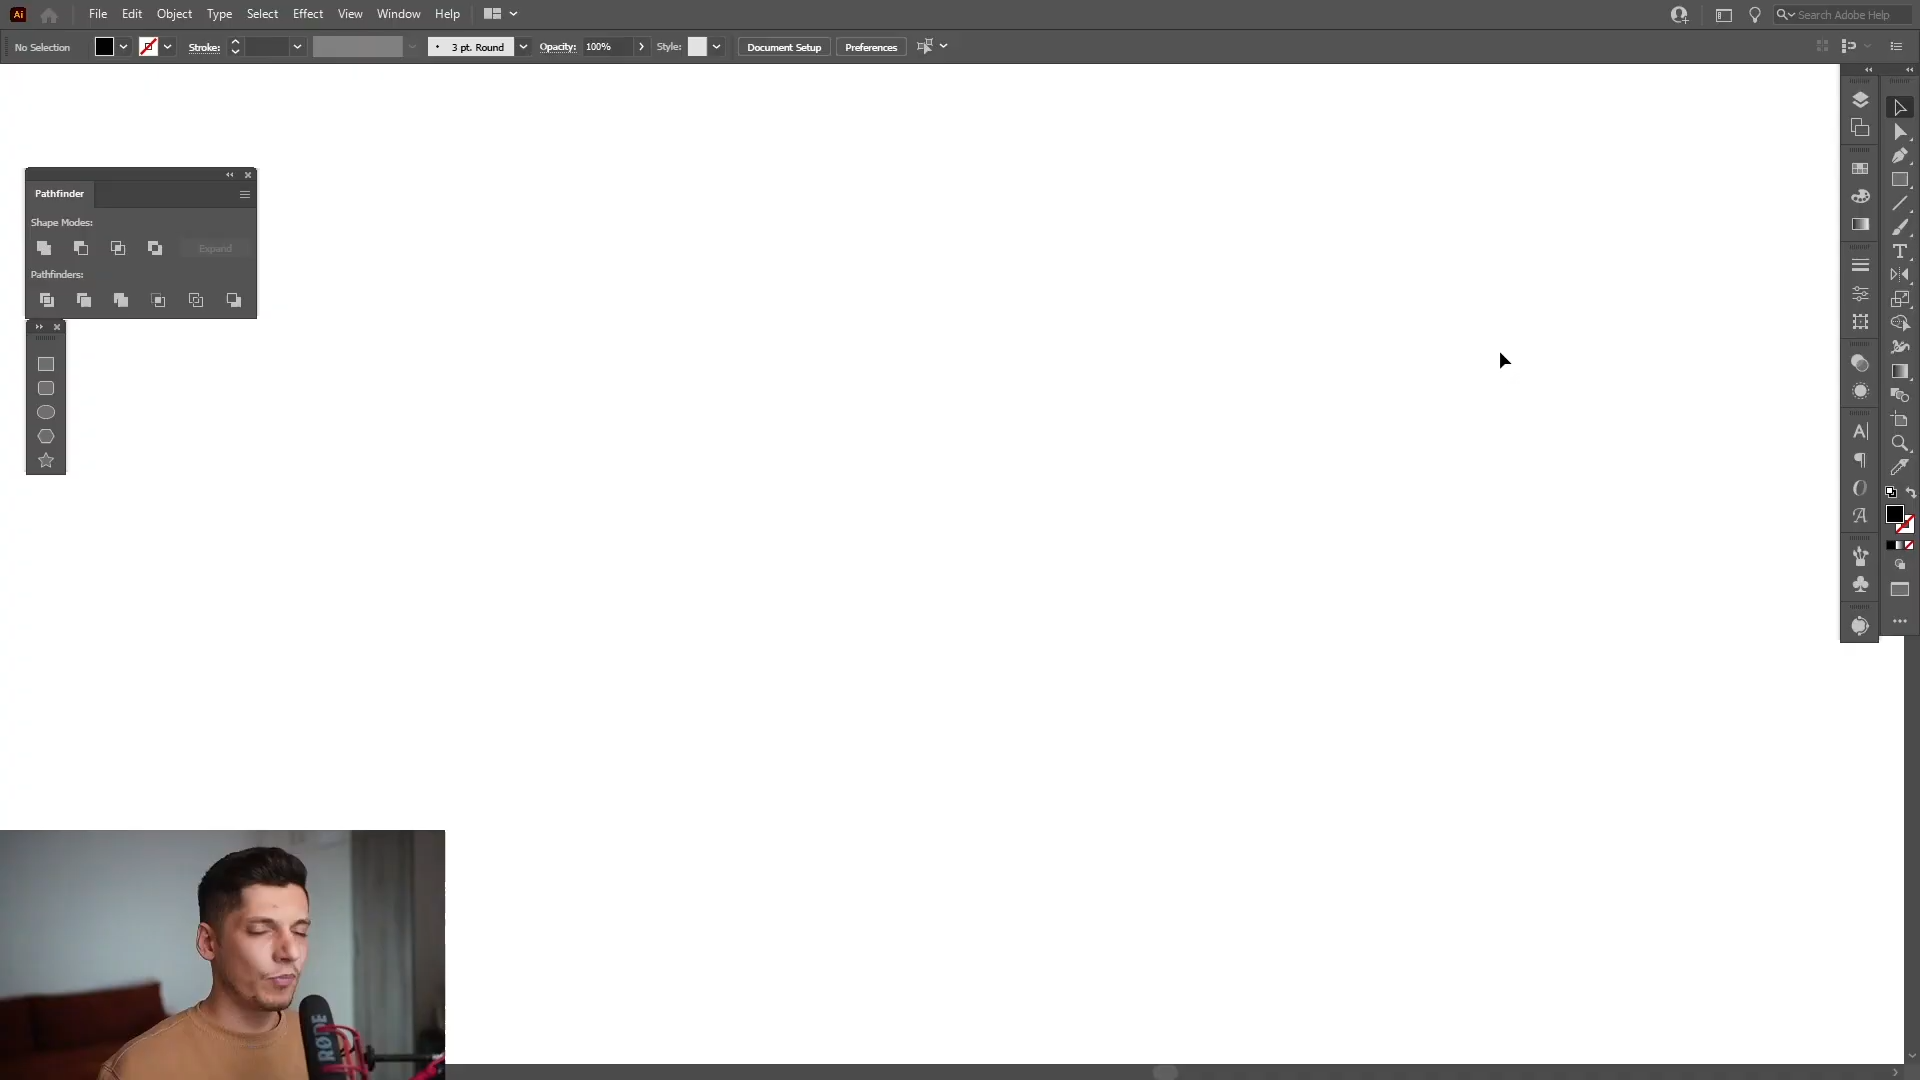 Ai File Edit Object Type Select Effect View Window Help Search Adobe Help
No Selection Stroke: 3 pt. Round Opacity: 100% Style: Document Setup Preferences
Pathfinder
Shape Modes:
Expand
Pathfinders:
RØDE